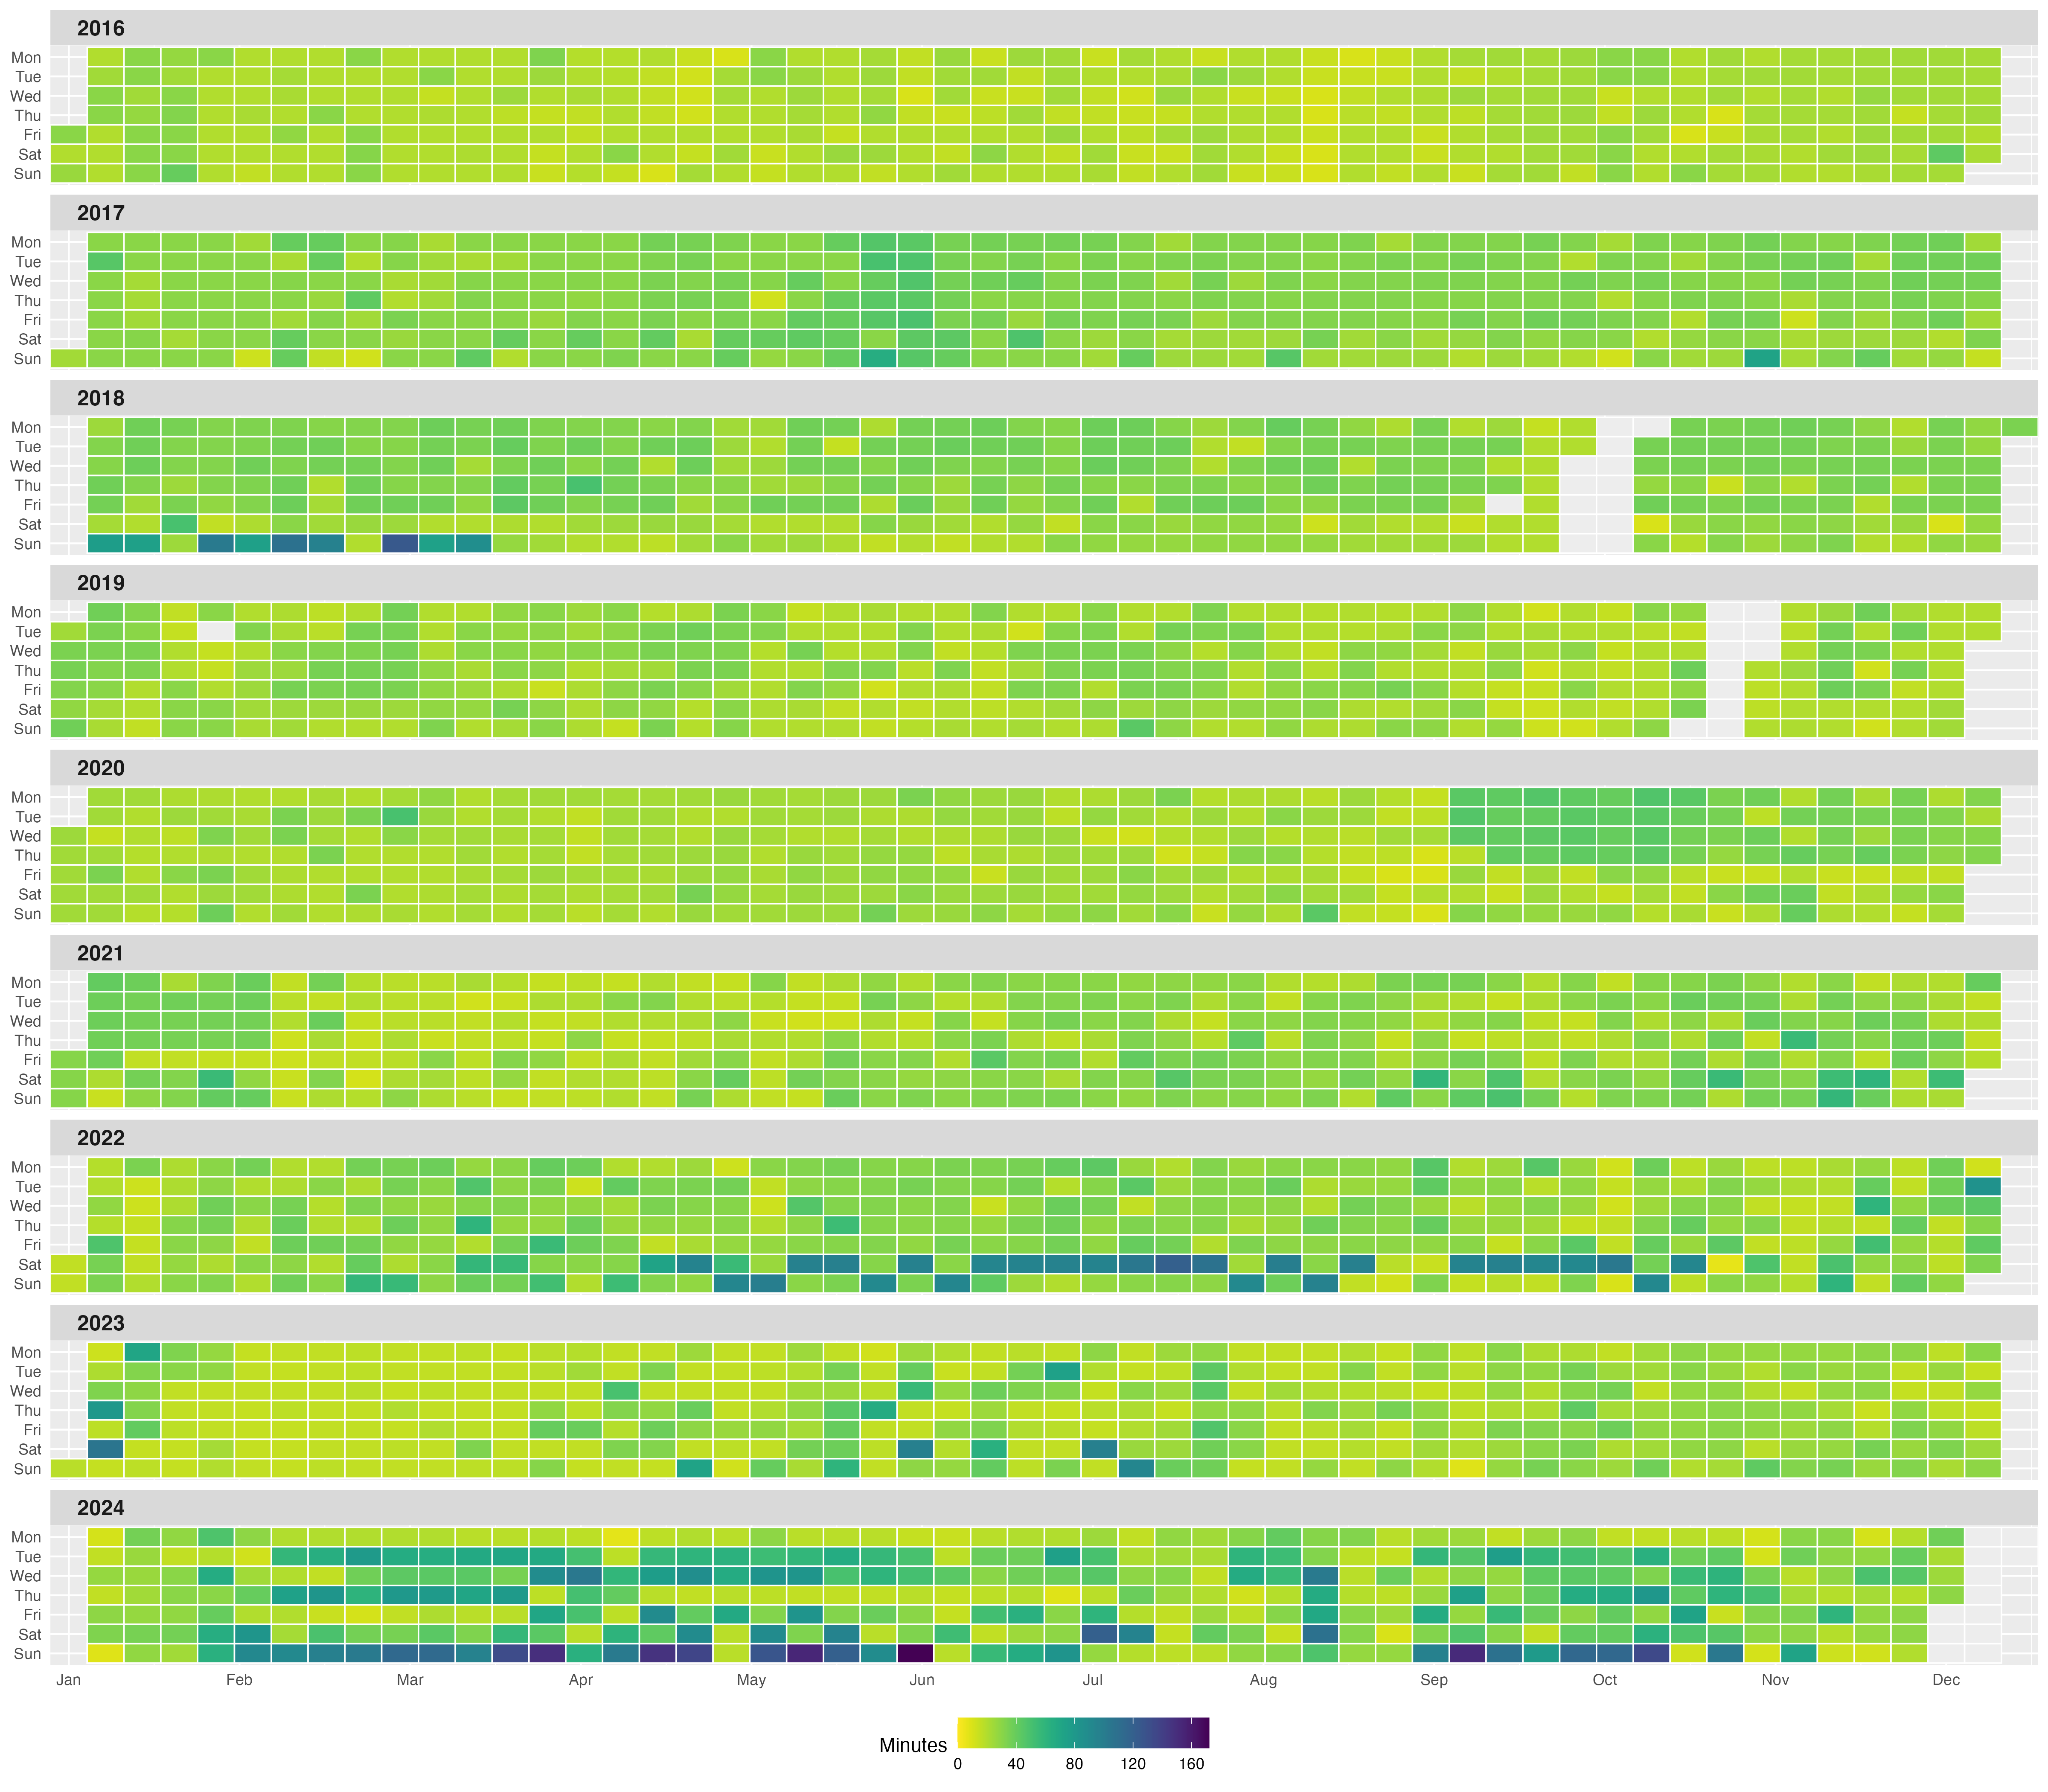 2016
Mon
Tue
Wed
Thu
Fri
Sat
Sun
2017
Mon
Tue
Wed
Thu
Fri
Sat
Sun
2018
Mon
Tue
Wed
Thu
Fri
Sat
Sun
2019
Mon
Tue
Wed
Thu
Fri
Sat
Sun
2020
Mon
Tue
Wed
Thu
Fri
Sat
Sun
2021
Mon
Tue
Wed
Thu
Fri
Sat
Sun
2022
Mon
Tue
Wed
Thu
Fri
Sat
Sun
2023
Mon
Tue
Wed
Thu
Fri
Sat
Sun
2024
Mon
Tue
Wed
Thu
Fri
Sat
Sun
Jan Feb Mar Apr May Jun Jul Aug Sep Oct Nov Dec
Minutes
0 40 80 120 160